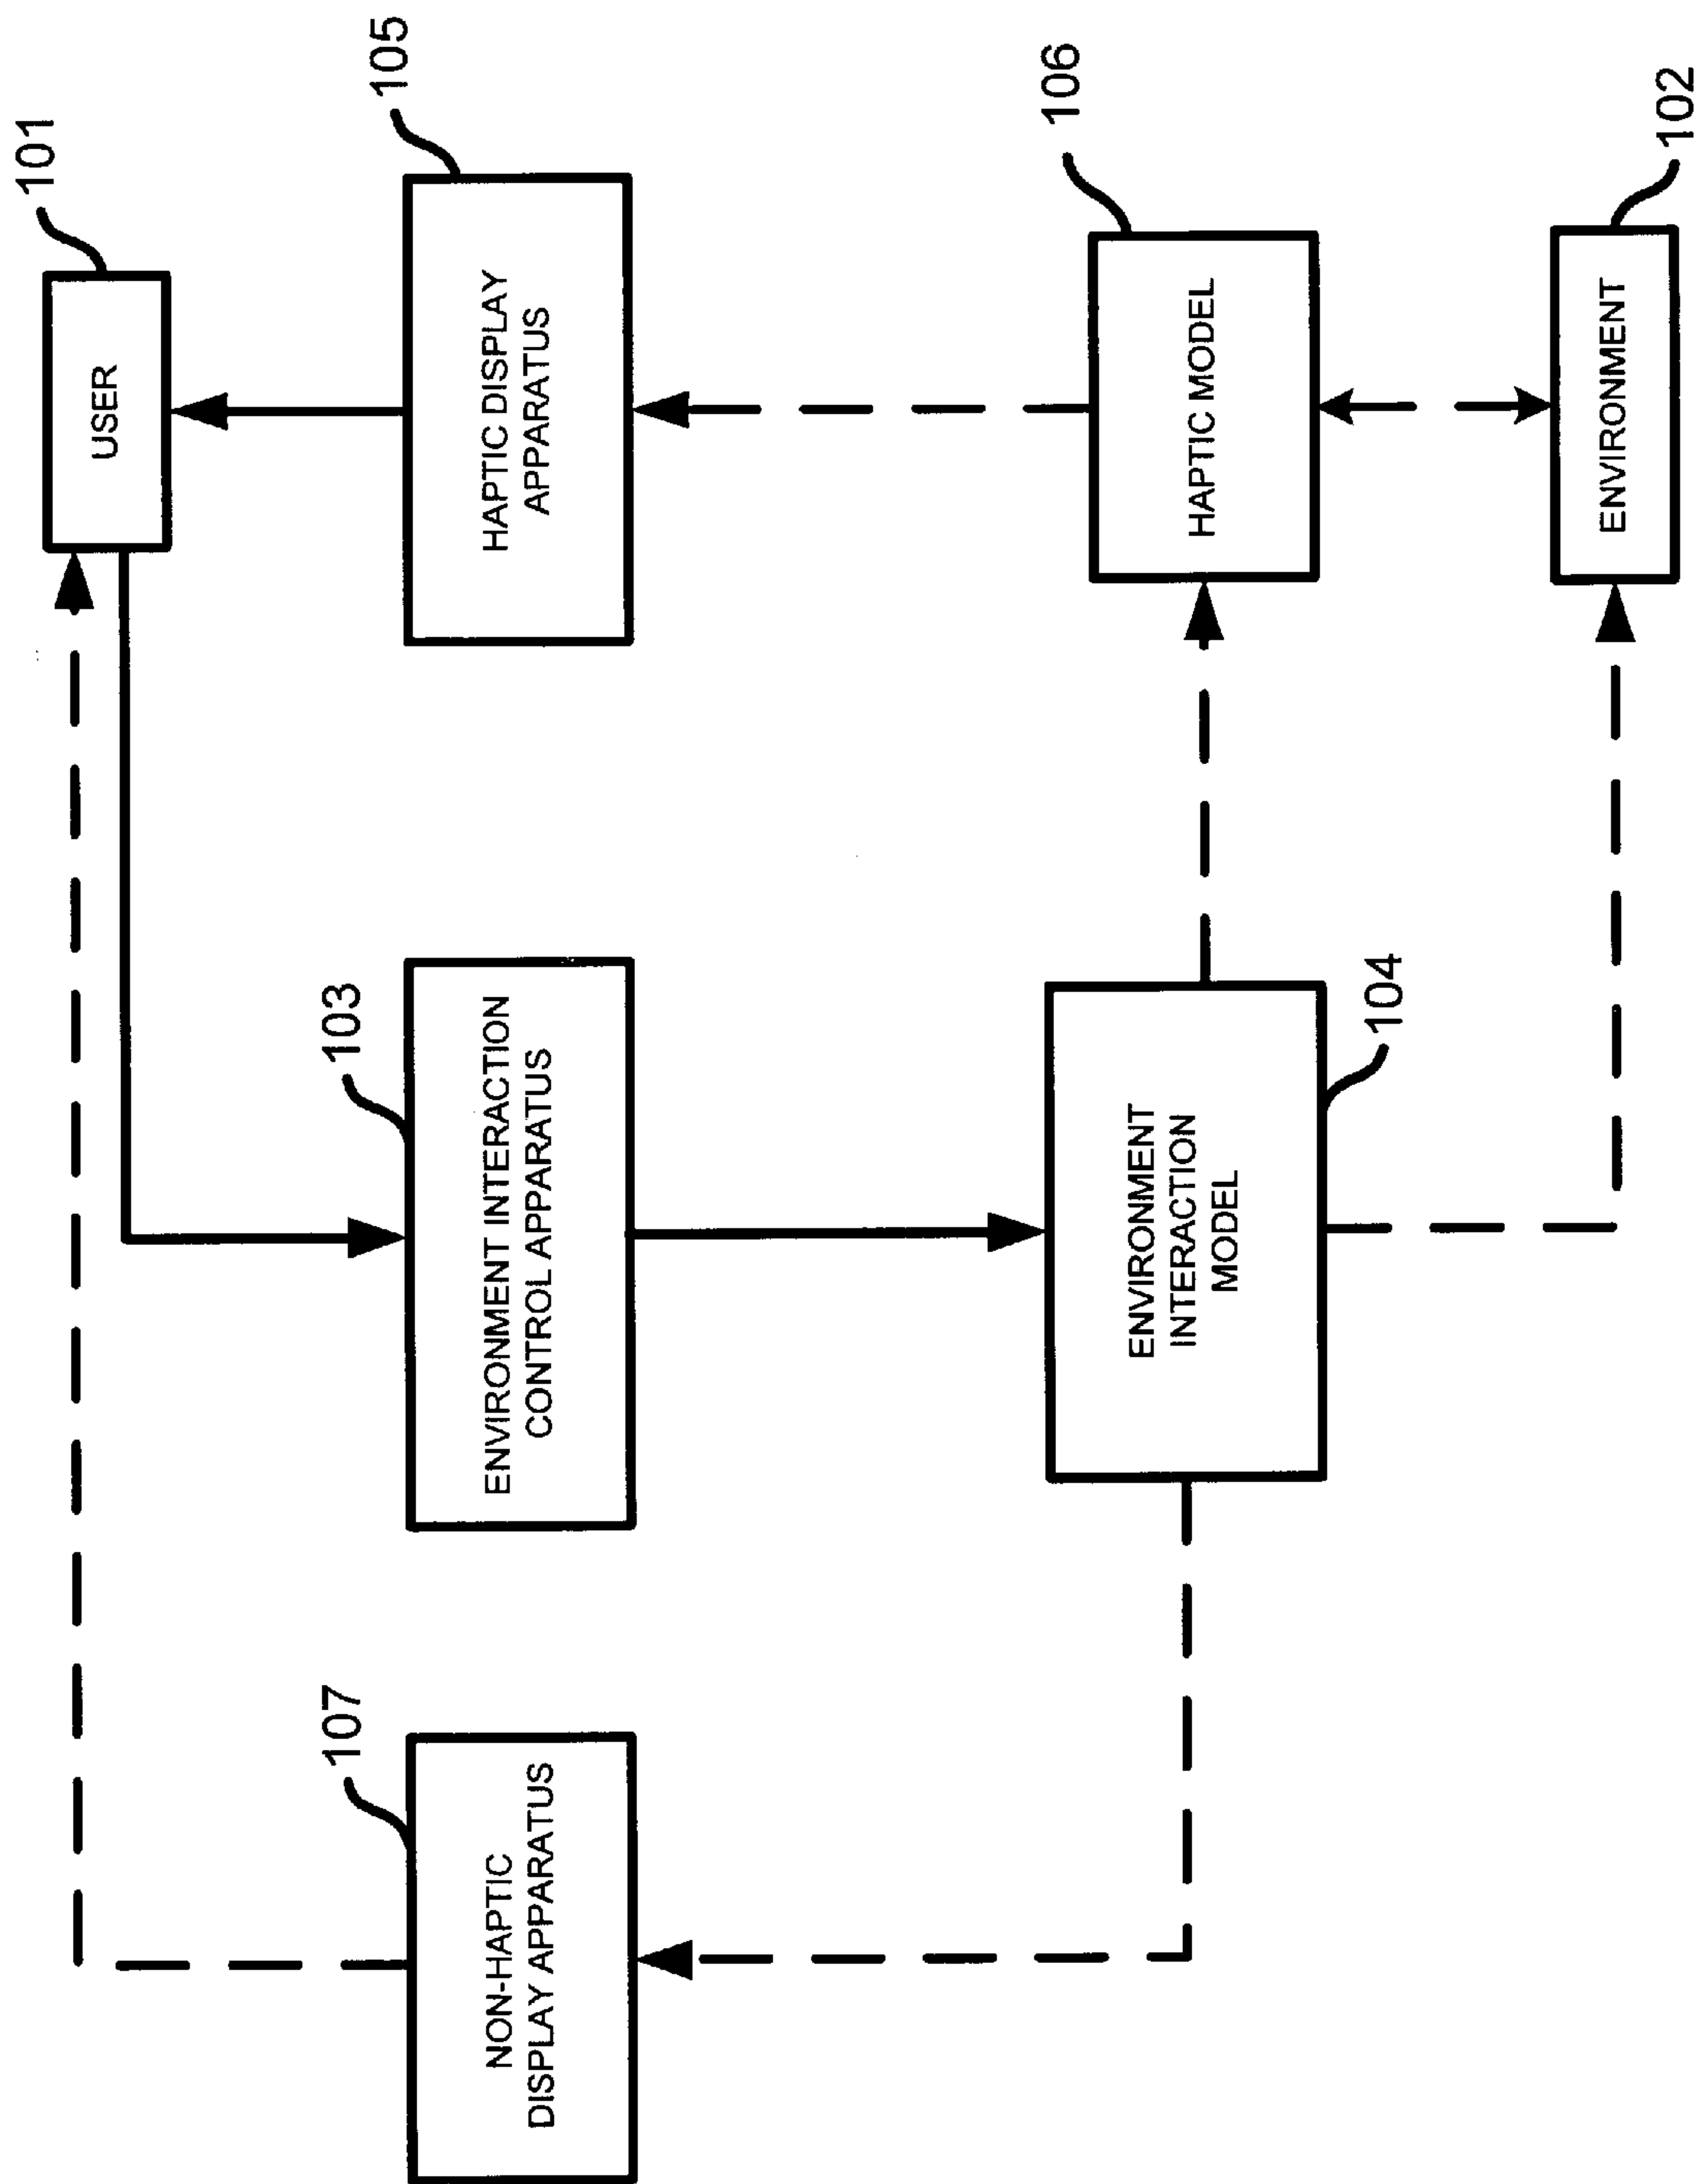 101
USER
105
HAPTIC DISPLAY
APPARATUS
106
HAPTIC MODEL
102
ENVIRONMENT
103
ENVIRONMENT INTERACTION
CONTROL APPARATUS
104
ENVIRONMENT
INTERACTION
MODEL
107
NON-HAPTIC
DISPLAY APPARATUS